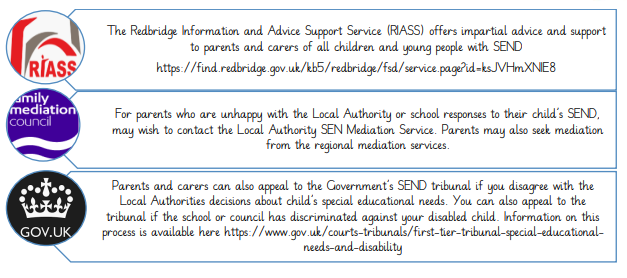 The Redbridge Information and Advice Support Service (RIASS) offers impartial advice and support
to parents and carers of all children and young people with SEND
https://find.redbridge.gov.uk/kb5/redbridge/fsd/service.page?id=ksJVHmXNlE8
RIASS
For parents who are unhappy with the Local Authority or school responses to their child's SEND,
may wish to contact the Local Authority SEN Mediation Service. Parents may also seek mediation
from the regional mediation services.
amily
mediation
council
Parents and carers can also appeal to the Government's SEND tribunal if you disagree with the
Local Authorities decisions about child's special educational needs. You can also appeal to the
tribunal if the school or council has discriminated against your disabled child. Information on this
process is available here https://www.gov.uk/courts-tribunals/first-tier-tribunal-special-educational-
needs-and-disability
GOV.UK